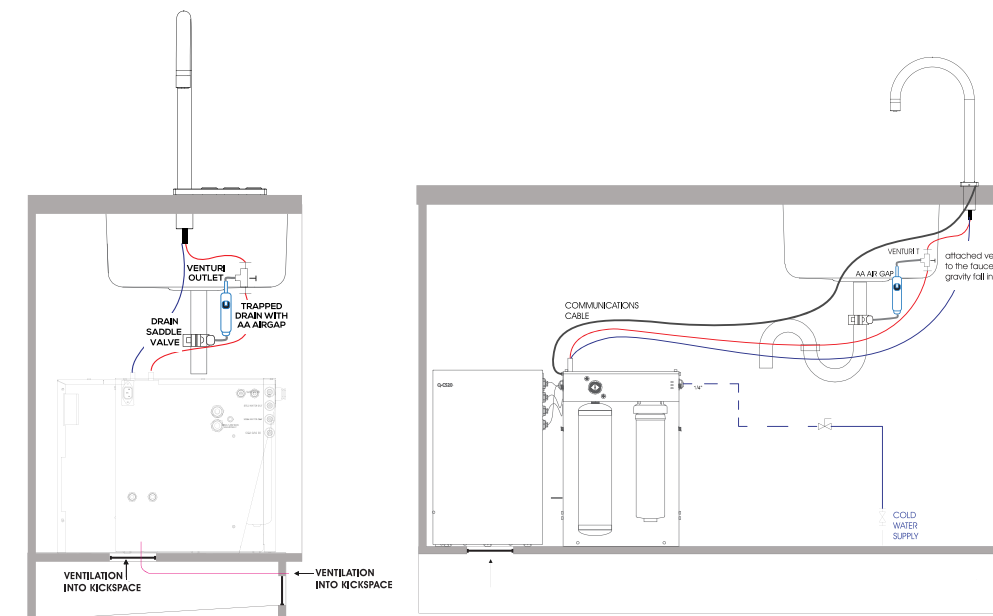 VENTURI
OUTLET
TRAPPED
DRAIN WITH
AA AIRGAP
DRAIN
SADDLE
VALVE
VENTILATION
INTO KICKSPACE
VENTILATION
INTO KICKSPACE
VENTURI T
AA AIR GAP
attached ve
to the fauce
gravity fall in
COMMUNICATIONS
CABLE
1/4"
COLD
WATER
SUPPLY